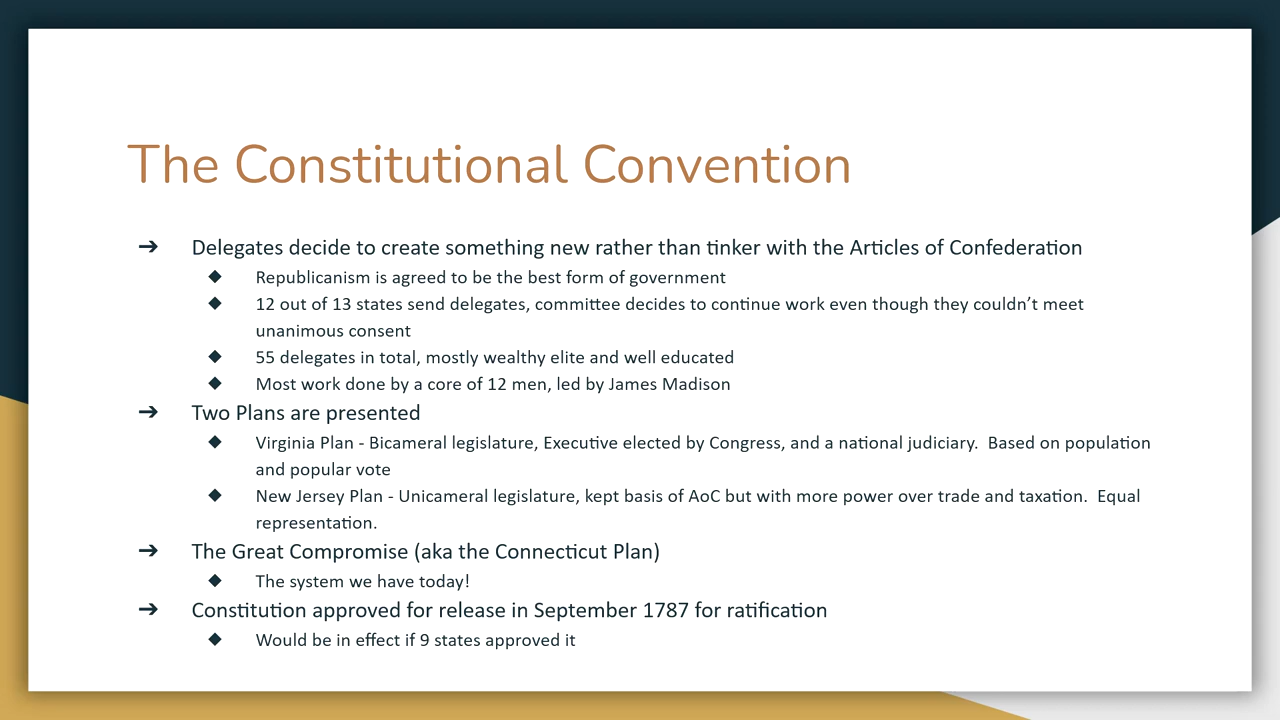 The Constitutional Convention
➔ Delegates decide to create something new rather than tinker with the Articles of Confederation
◆ Republicanism is agreed to be the best form of government
◆ 12 out of 13 states send delegates, committee decides to continue work even though they couldn’t meet
unanimous consent
◆ 55 delegates in total, mostly wealthy elite and well educated
◆ Most work done by a core of 12 men, led by James Madison
➔ Two Plans are presented
◆ Virginia Plan - Bicameral legislature, Executive elected by Congress, and a national judiciary.  Based on population
and popular vote
◆ New Jersey Plan - Unicameral legislature, kept basis of AoC but with more power over trade and taxation.  Equal
representation.
➔ The Great Compromise (aka the Connecticut Plan)
◆ The system we have today!
➔ Constitution approved for release in September 1787 for ratification
◆ Would be in effect if 9 states approved it